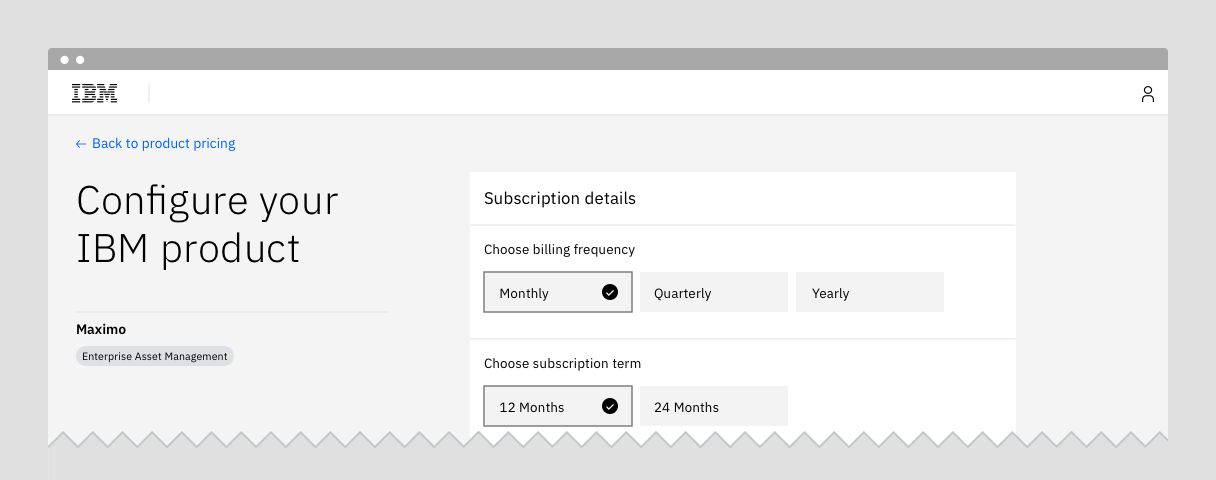 IBM
← Back to product pricing
Configure your
IBM product
Maximo
Enterprise Asset Management
Subscription details
Choose billing frequency
Monthly
Quarterly
Yearly
Choose subscription term
12 Months
24 Months